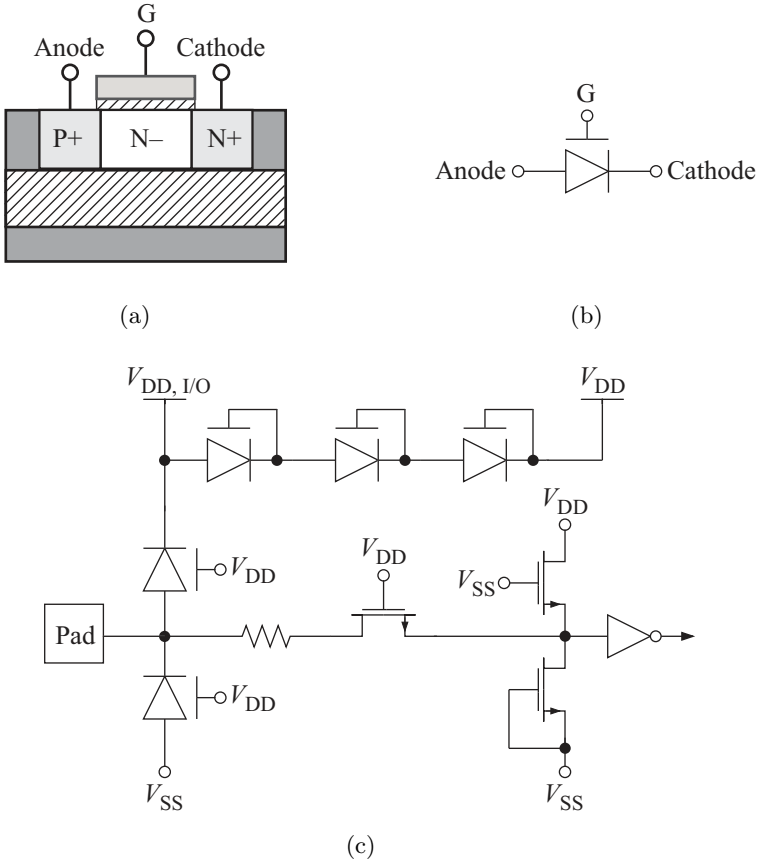 G
Anode Cathode
P+ N– N+
(a)
G
Anode Cathode
(b)
V_DD, I/O V_DD
V_DD
V_DD
V_DD
V_SS
Pad
V_DD
V_SS
V_SS
(c)